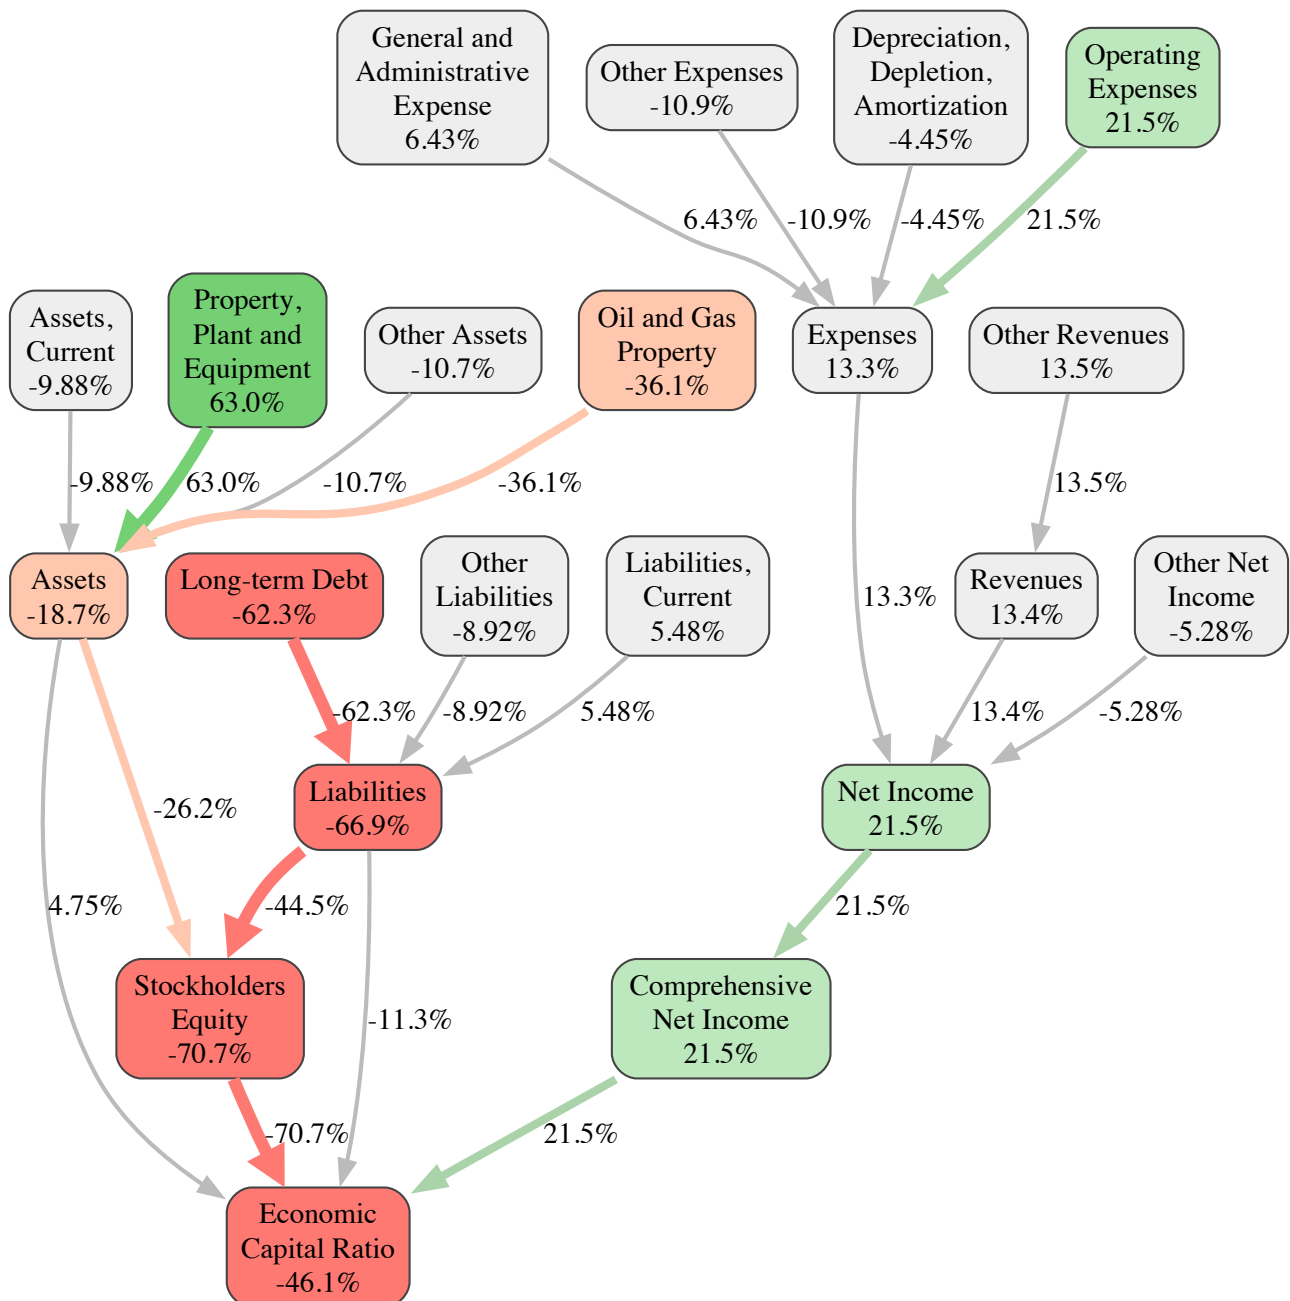 General and
Administrative
Expense
6.43%
Other Expenses
-10.9%
Depreciation,
Depletion,
Amortization
-4.45%
Operating
Expenses
21.5%
6.43%
-10.9%
-4.45%
21.5%
Assets,
Current
-9.88%
Property,
Plant and
Equipment
63.0%
Other Assets
-10.7%
Oil and Gas
Property
-36.1%
Expenses
13.3%
Other Revenues
13.5%
-9.88%
63.0%
-10.7%
-36.1%
13.5%
Assets
-18.7%
Long-term Debt
-62.3%
Other
Liabilities
-8.92%
Liabilities,
Current
5.48%
13.3%
Revenues
13.4%
Other Net
Income
-5.28%
-62.3%
-8.92%
5.48%
13.4%
-5.28%
-26.2%
Liabilities
-66.9%
Net Income
21.5%
4.75%
-44.5%
21.5%
Stockholders
Equity
-70.7%
-11.3%
Comprehensive
Net Income
21.5%
-70.7%
21.5%
Economic
Capital Ratio
-46.1%